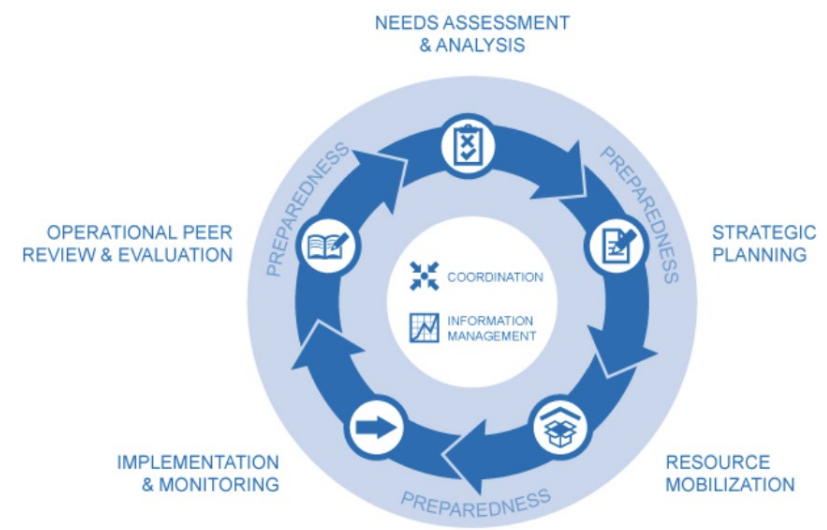 NEEDS ASSESSMENT
& ANALYSIS
PREPAREDNESS
PREPAREDNESS
OPERATIONAL PEER
REVIEW & EVALUATION
STRATEGIC
PLANNING
COORDINATION
INFORMATION
MANAGEMENT
IMPLEMENTATION
& MONITORING
RESOURCE
MOBILIZATION
PREPAREDNESS